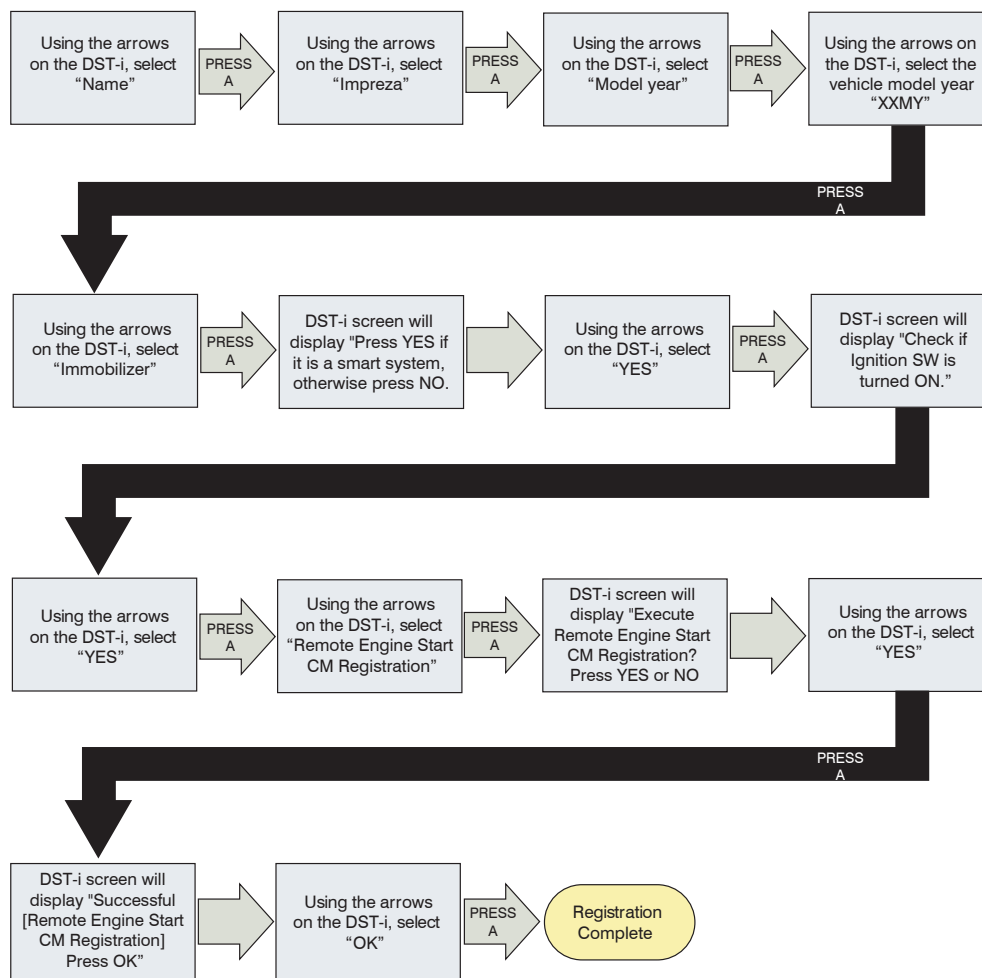 Using the arrows
on the DST-i, select
“Name”
PRESS
A
Using the arrows
on the DST-i, select
“Impreza”
PRESS
A
Using the arrows
on the DST-i, select
“Model year”
PRESS
A
Using the arrows on
the DST-i, select the
vehicle model year
“XXMY”
PRESS
A
Using the arrows
on the DST-i, select
“Immobilizer”
PRESS
A
DST-i screen will
display "Press YES if
it is a smart system,
otherwise press NO.
Using the arrows
on the DST-i, select
“YES”
PRESS
A
DST-i screen will
display "Check if
Ignition SW is
turned ON.”
Using the arrows
on the DST-i, select
“YES”
PRESS
A
Using the arrows
on the DST-i, select
“Remote Engine Start
CM Registration”
PRESS
A
DST-i screen will
display "Execute
Remote Engine Start
CM Registration?
Press YES or NO
Using the arrows
on the DST-i, select
“YES”
PRESS
A
DST-i screen will
display "Successful
[Remote Engine Start
CM Registration]
Press OK”
Using the arrows
on the DST-i, select
“OK”
PRESS
A
Registration
Complete